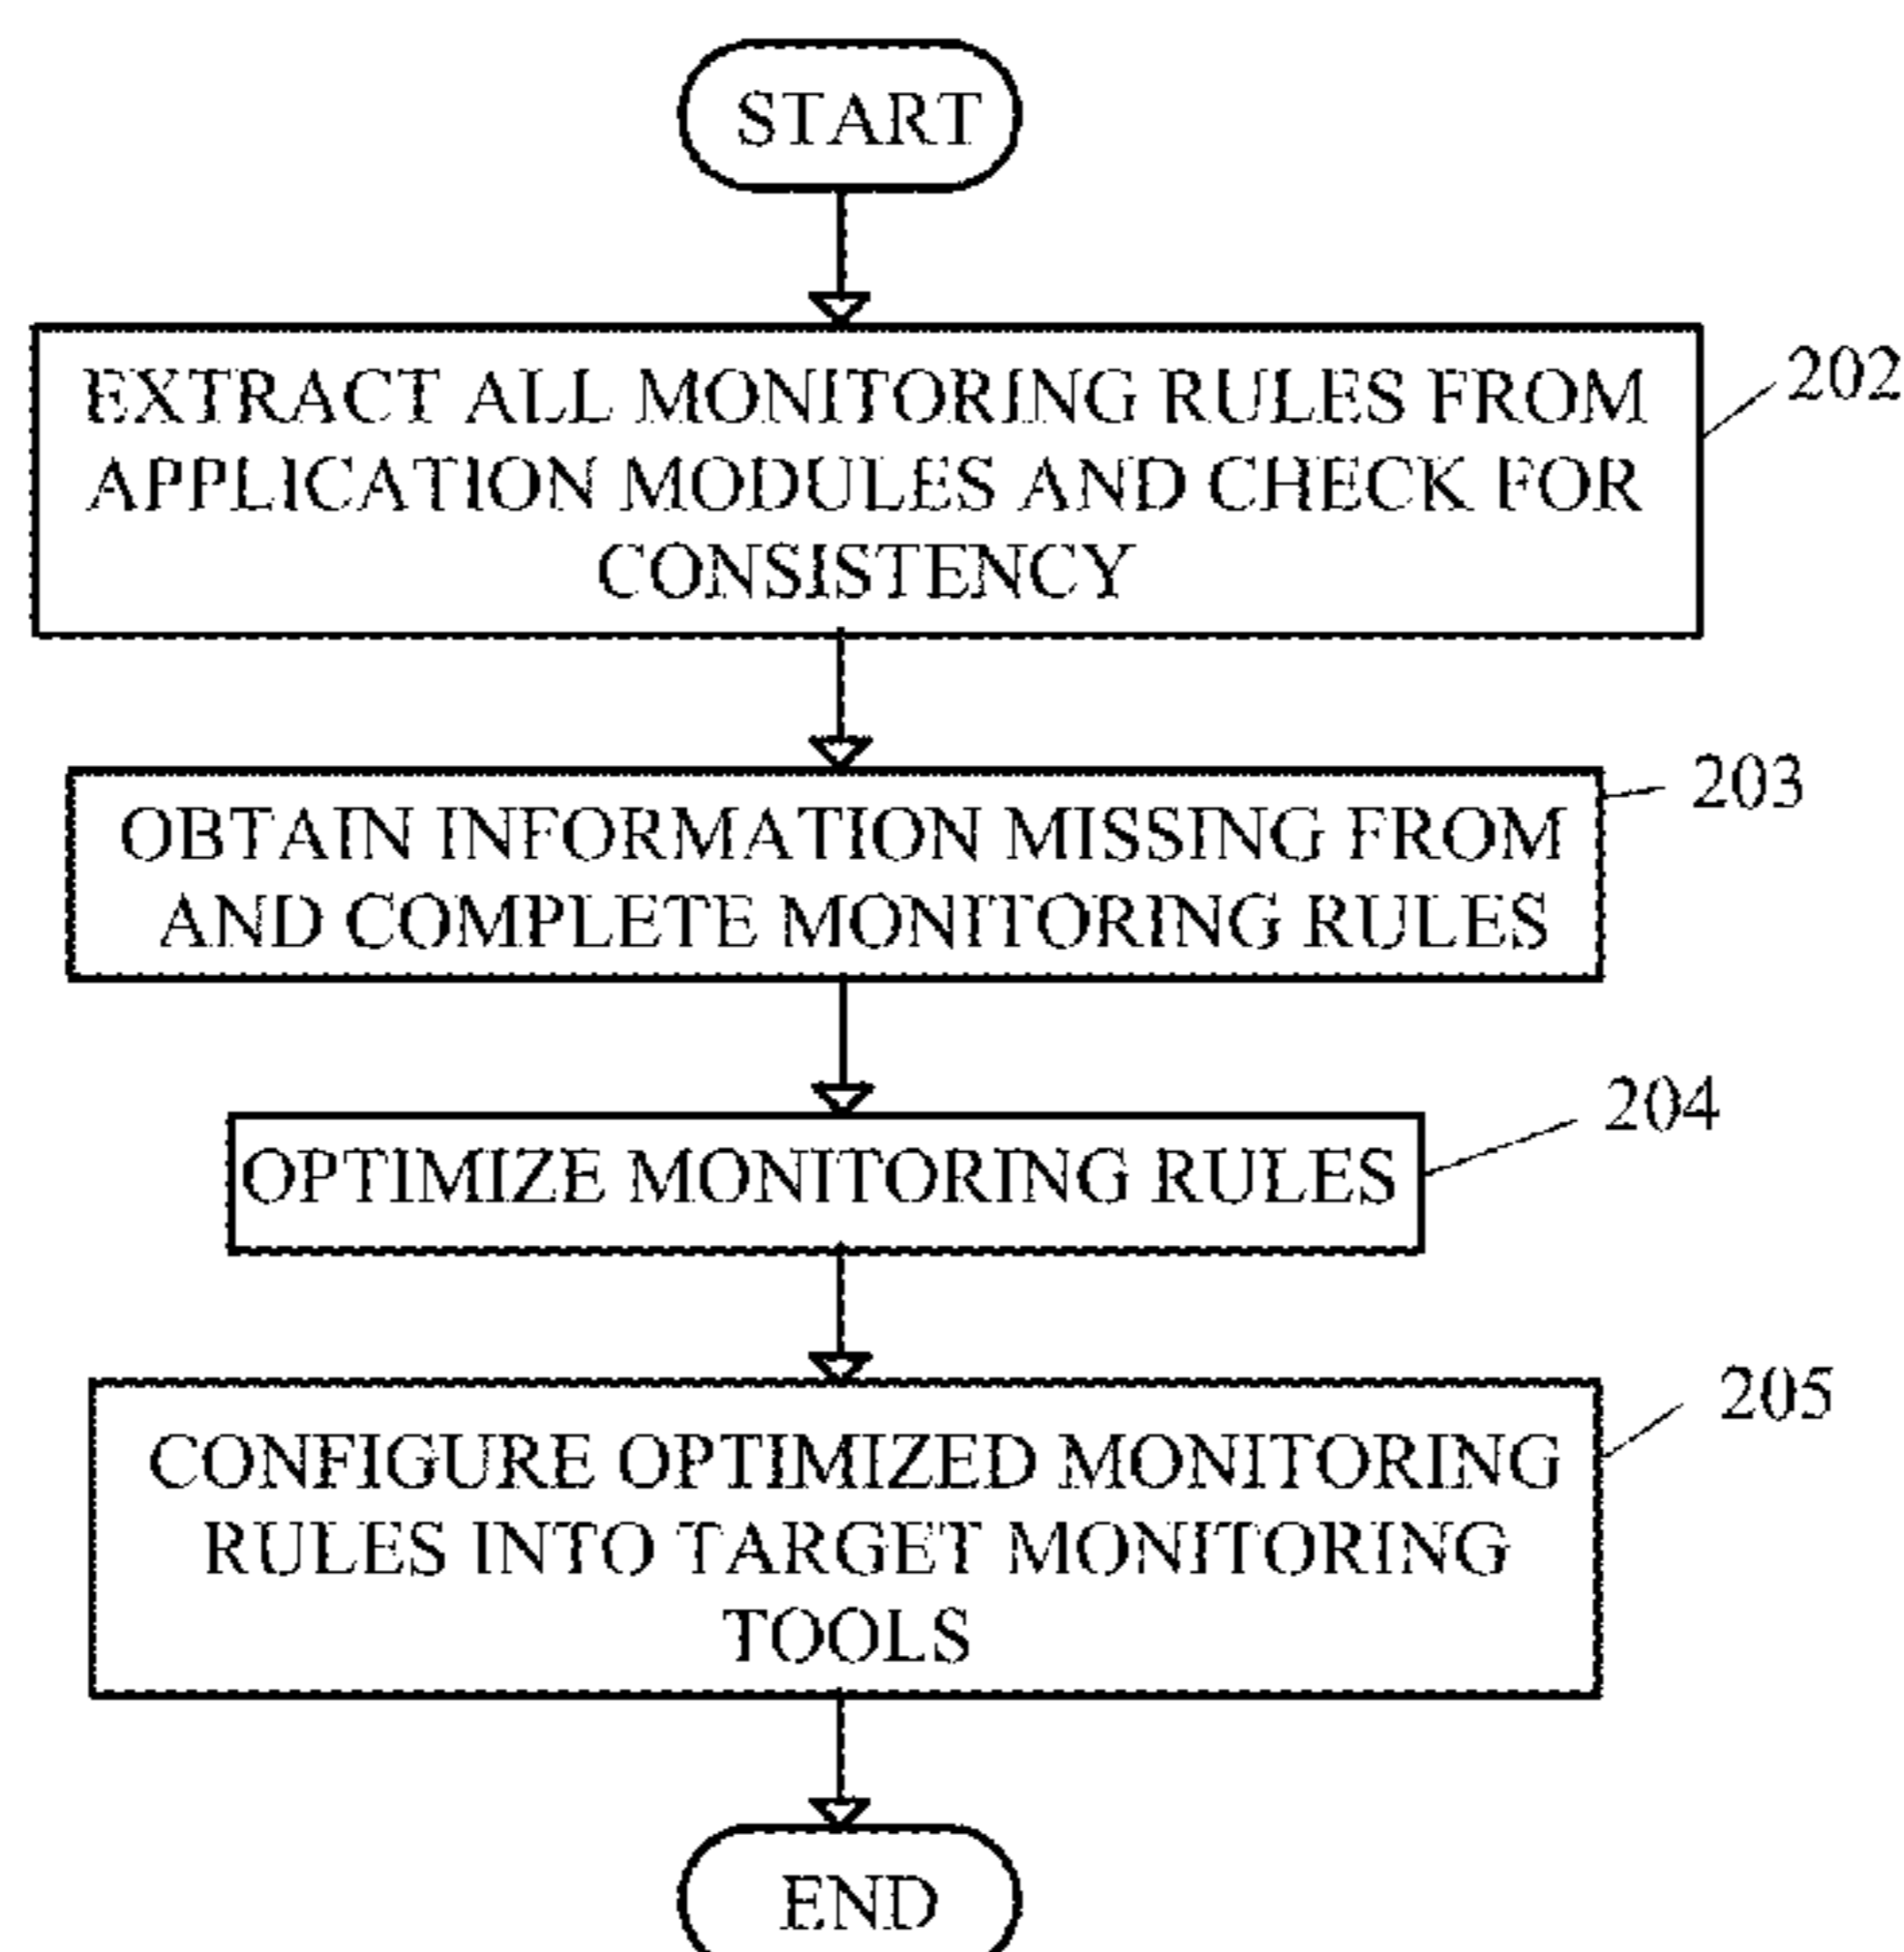 START
EXTRACT ALL MONITORING RULES FROM
APPLICATION MODULES AND CHECK FOR
CONSISTENCY
202
OBTAIN INFORMATION MISSING FROM
AND COMPLETE MONITORING RULES
203
OPTIMIZE MONITORING RULES
204
CONFIGURE OPTIMIZED MONITORING
RULES INTO TARGET MONITORING
TOOLS
205
END